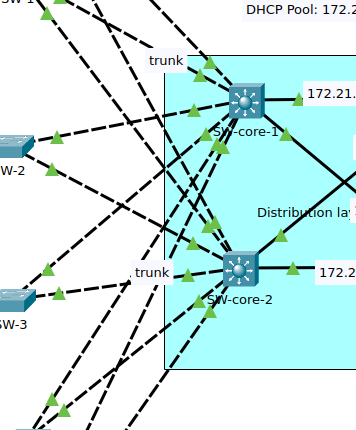 DHCP Pool: 172.2
trunk
172.21.
SW-core-1
W-2
Distribution la
trunk
172.2
SW-core-2
SW-3